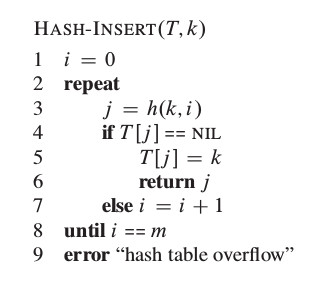 HASH-INSERT(T, k)
1 i = 0
2 repeat
3 j = h(k, i)
4 if T[j] == NIL
5 T[j] = k
6 return j
7 else i = i + 1
8 until i == m
9 error “hash table overflow”